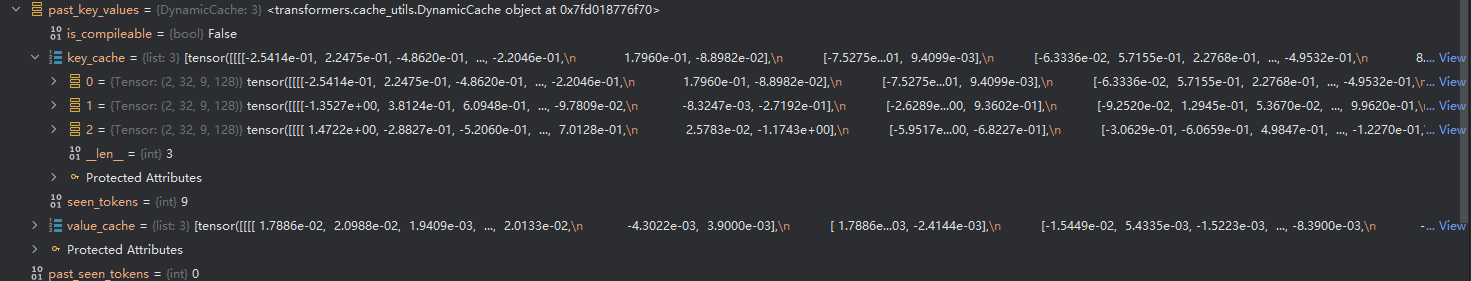 past_key_values = {DynamicCache: 3} <transformers.cache_utils.DynamicCache object at 0x7fd018776f70>
is_compileable = {bool} False
key_cache = {list: 3} [tensor([[[[-2.5414e-01, 2.2475e-01, -4.8620e-01, ..., -2.2046e-01,\n 1.7960e-01, -8.8982e-02],\n [-7.5275e...01, 9.4099e-03],\n [-6.3336e-02, 5.7155e-01, 2.2768e-01, ..., -4.9532e-01,\n 8.... View
0 = {Tensor: (2, 32, 9, 128)} tensor([[[[-2.5414e-01, 2.2475e-01, -4.8620e-01, ..., -2.2046e-01,\n 1.7960e-01, -8.8982e-02],\n [-7.5275e...01, 9.4099e-03],\n [-6.3336e-02, 5.7155e-01, 2.2768e-01, ..., -4.9532e-01,\... View
1 = {Tensor: (2, 32, 9, 128)} tensor([[[[-1.3527e+00, 3.8124e-01, 6.0948e-01, ..., -9.7809e-02,\n -8.3247e-03, -2.7192e-01],\n [-2.6289e...00, 9.3602e-01],\n [-9.2520e-02, 1.2945e-01, 5.3670e-02, ..., 9.9620e-01,\... View
2 = {Tensor: (2, 32, 9, 128)} tensor([[[[ 1.4722e+00, -2.8827e-01, -5.2060e-01, ..., 7.0128e-01,\n 2.5783e-02, -1.1743e+00],\n [-5.9517e...00, -6.8227e-01],\n [-3.0629e-01, -6.0659e-01, 4.9847e-01, ..., -1.2270e-01,... View
__len__ = {int} 3
Protected Attributes
seen_tokens = {int} 9
value_cache = {list: 3} [tensor([[[[ 1.7886e-02, 2.0988e-02, 1.9409e-03, ..., 2.0133e-02,\n -4.3022e-03, 3.9000e-03],\n [ 1.7886e...03, -2.4144e-03],\n [-1.5449e-02, 5.4335e-03, -1.5223e-03, ..., -8.3900e-03,\n -... View
Protected Attributes
past_seen_tokens = {int} 0